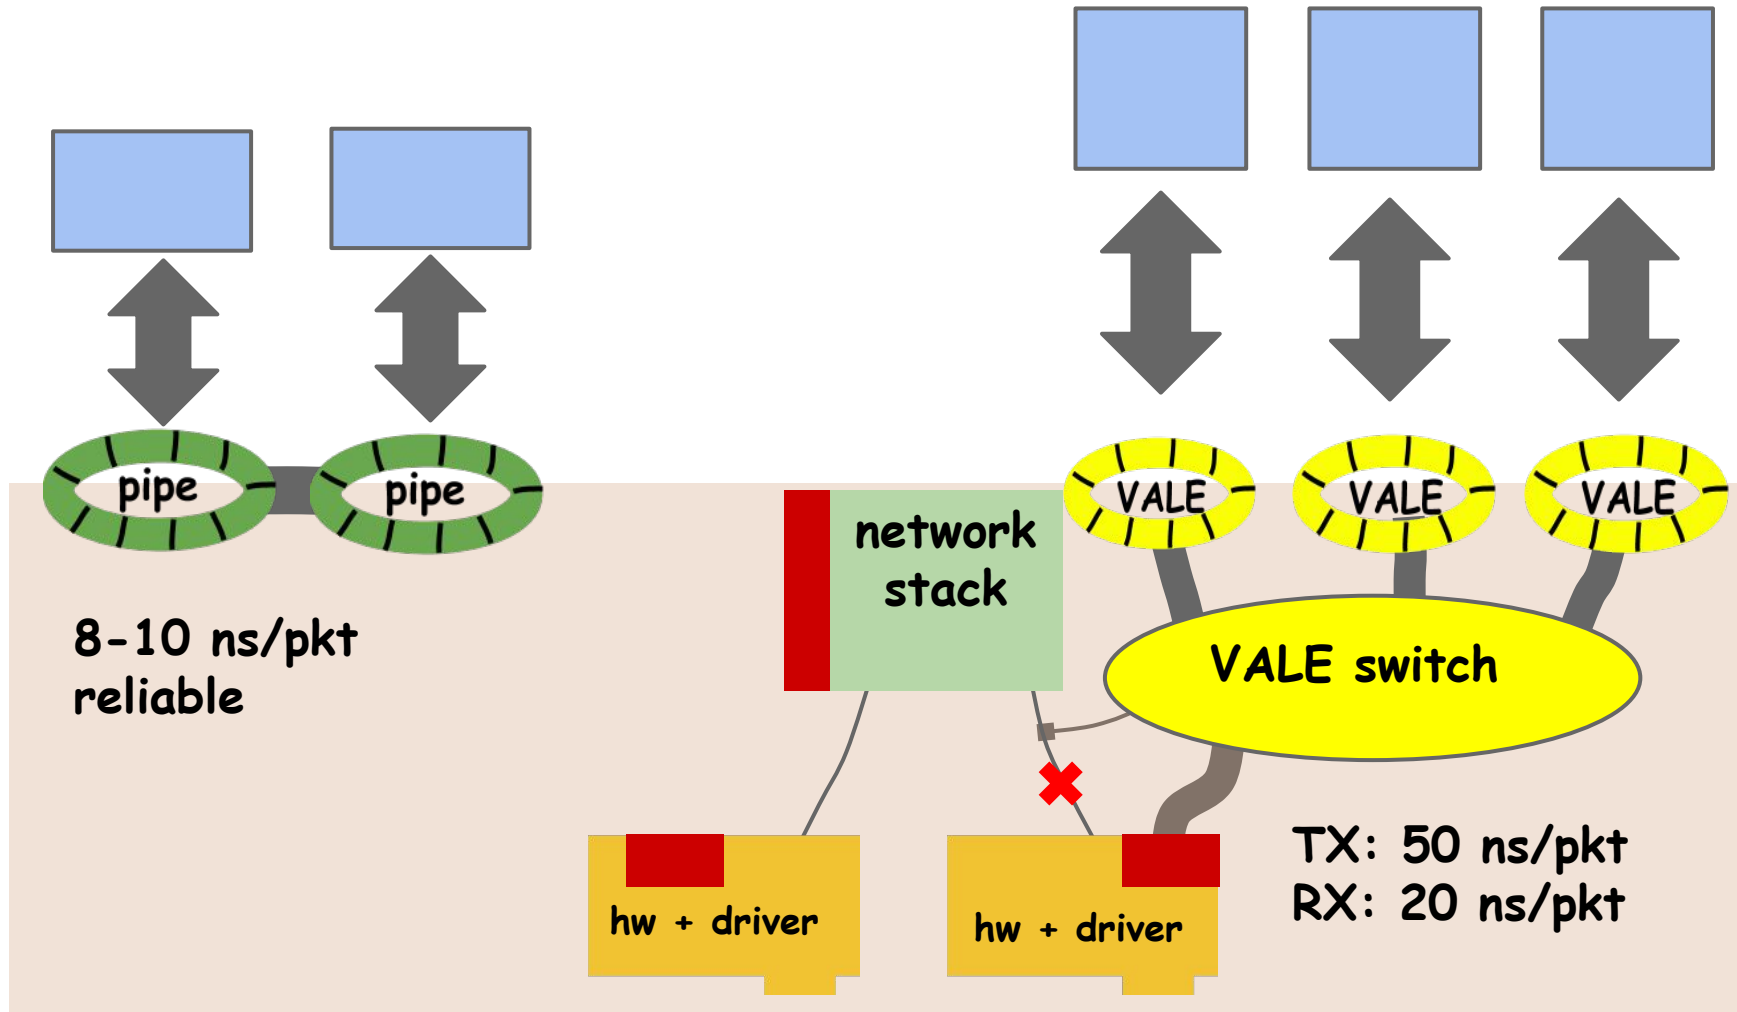 pipe
pipe
VALE
VALE
VALE
network
stack
8-10 ns/pkt
reliable
VALE switch
TX: 50 ns/pkt
RX: 20 ns/pkt
hw + driver
hw + driver